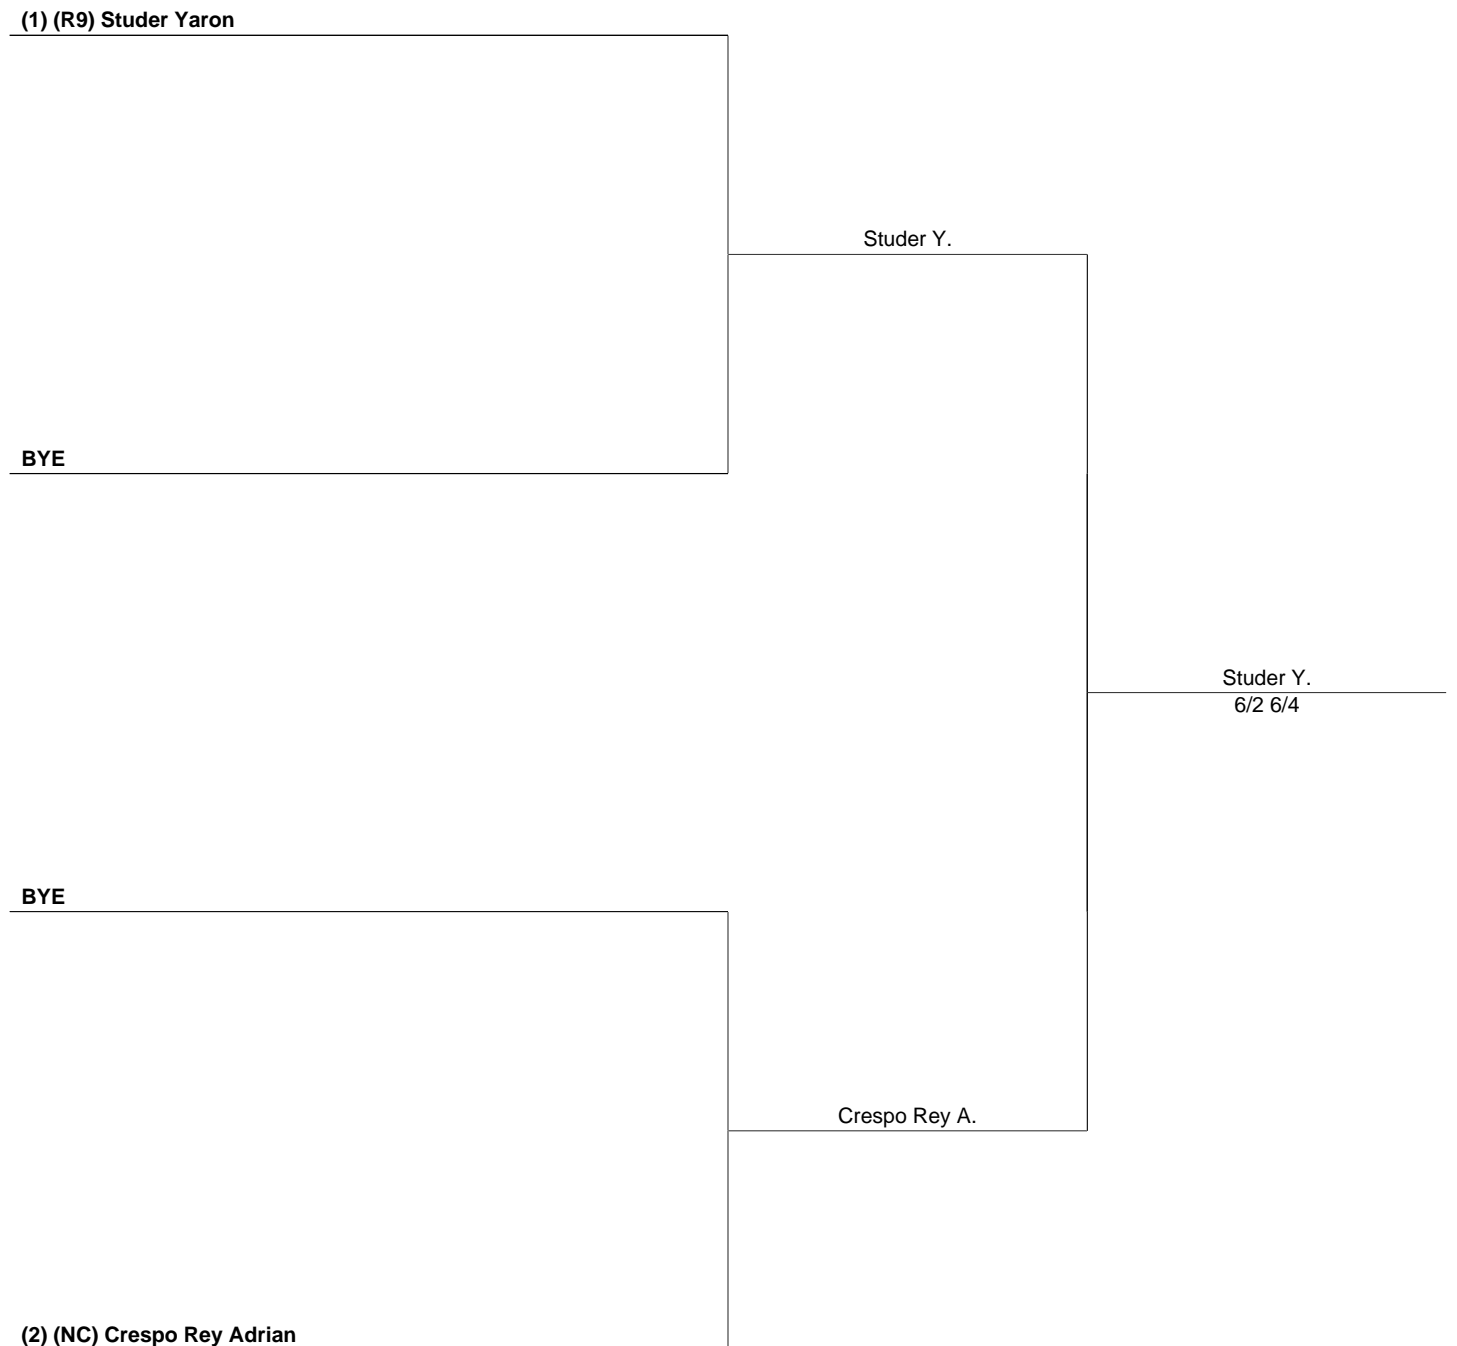 (1) (R9) Studer Yaron
Studer Y.
BYE
Studer Y.
6/2 6/4
BYE
Crespo Rey A.
(2) (NC) Crespo Rey Adrian